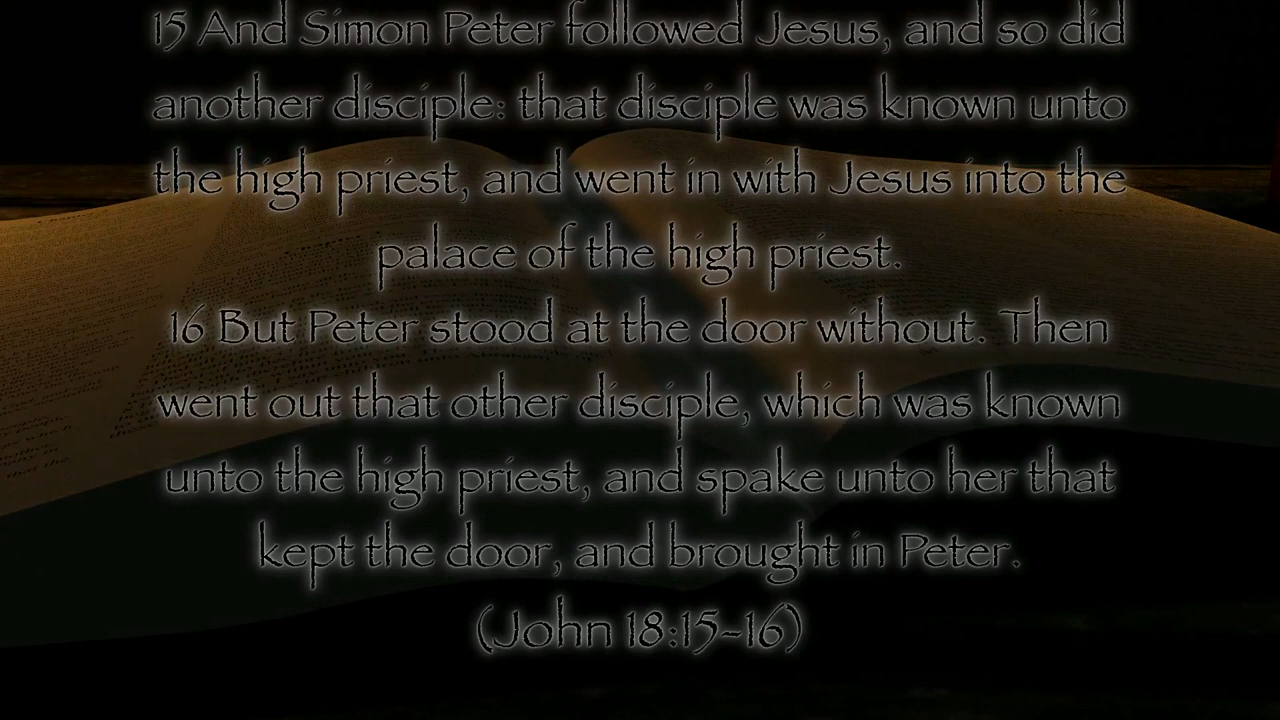 15 And Simon Peter followed Jesus, and so did
another disciple: that disciple was known unto
the high priest, and went in with Jesus into the
palace of the high priest.
16 But Peter stood at the door without. Then
went out that other disciple, which was known
unto the high priest, and spake unto her that
kept the door, and brought in Peter.
(John 18:15-16)